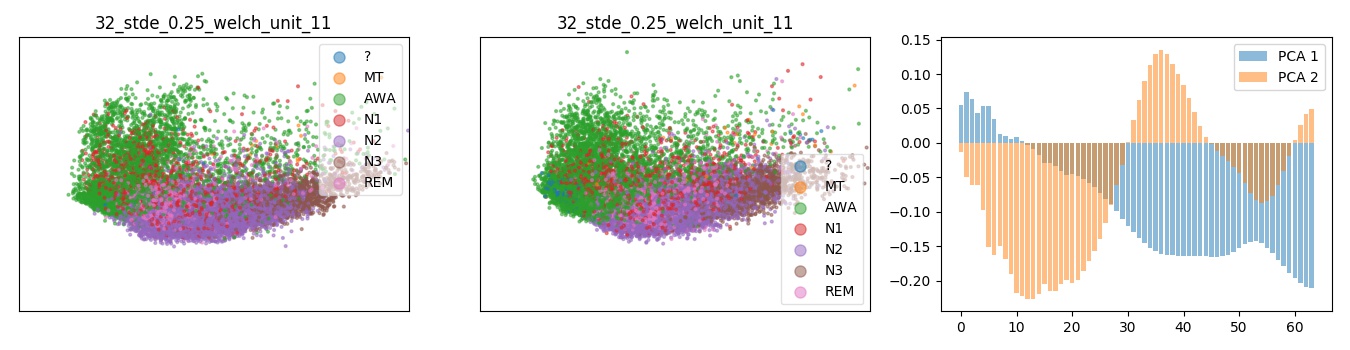 32_stde_0.25_welch_unit_11
?
MT
AWA
N1
N2
N3
REM
32_stde_0.25_welch_unit_11
?
MT
AWA
N1
N2
N3
REM
0.15
0.10
0.05
0.00
−0.05
−0.10
−0.15
−0.20
PCA 1
PCA 2
0 10 20 30 40 50 60